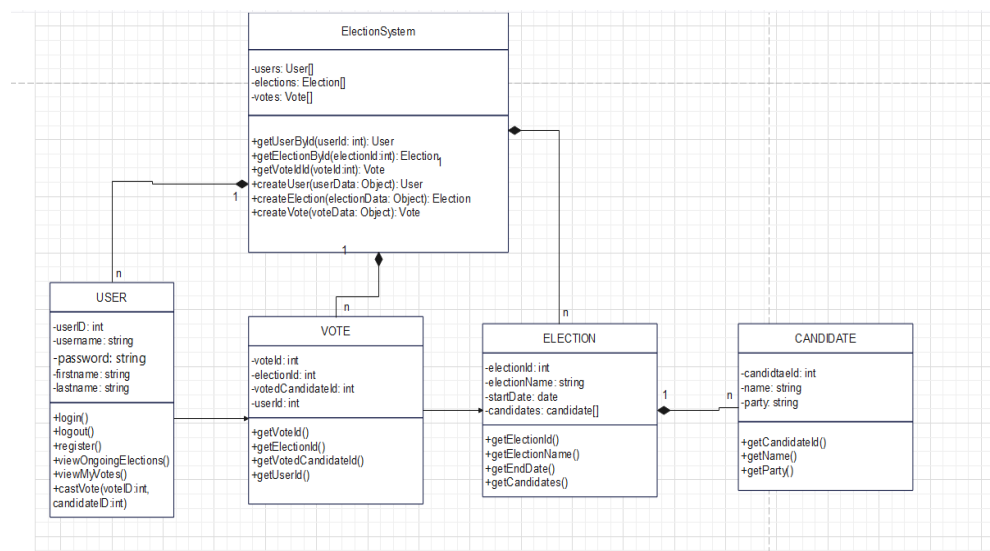 ElectionSystem
-users: User[]
-elections: Election[]
-votes: Vote[]
+getUserById(userId: int): User
+getElectionById(electionId:int): Election
+getVoteIdId(voteId:int): Vote
+createUser(userData: Object): User
+createElection(electionData: Object): Election
+createVote(voteData: Object): Vote
1
1
1
n
n
n
USER
-userID: int
-username: string
-password: string
-firstname: string
-lastname: string
+login()
+logout()
+register()
+viewOngoingElections()
+viewMyVotes()
+castVote(voteID:int,
candidateID:int)
VOTE
-voteId: int
-electionId: int
-votedCandidateId: int
-userId: int
+getVoteId()
+getElectionId()
+getVotedCandidateId()
+getUserId()
ELECTION
-electionId: int
-electionName: string
-startDate: date
-candidates: candidate[]
+getElectionId()
+getElectionName()
+getEndDate()
+getCandidates()
1
n
CANDIDATE
-candidtaeId: int
-name: string
-party: string
+getCandidateId()
+getName()
+getParty()